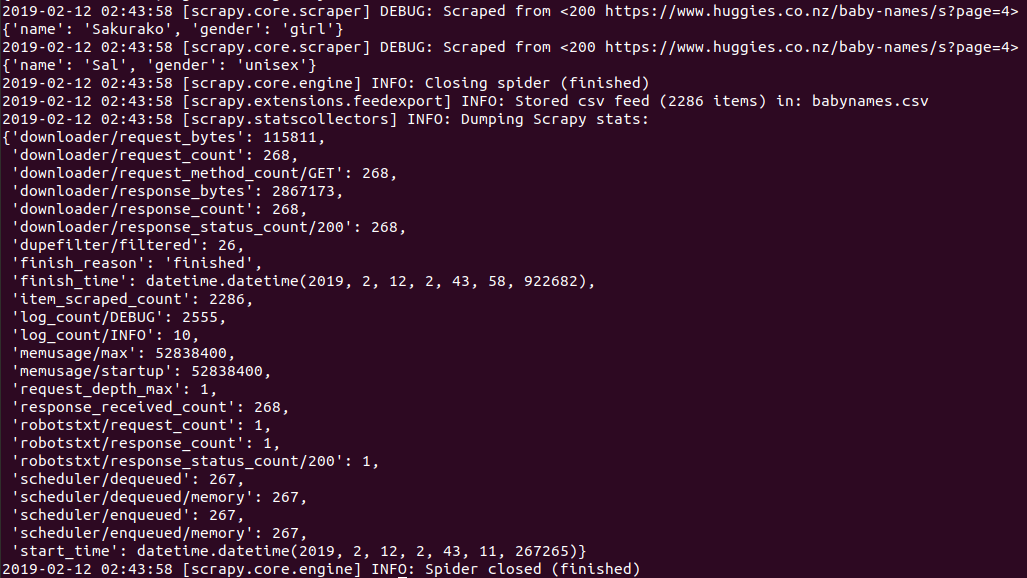 2019-02-12 02:43:58 [scrapy.core.scraper] DEBUG: Scraped from <200 https://www.huggies.co.nz/baby-names/s?page=4>
{'name': 'Sakurako', 'gender': 'girl'}
2019-02-12 02:43:58 [scrapy.core.scraper] DEBUG: Scraped from <200 https://www.huggies.co.nz/baby-names/s?page=4>
{'name': 'Sal', 'gender': 'unisex'}
2019-02-12 02:43:58 [scrapy.core.engine] INFO: Closing spider (finished)
2019-02-12 02:43:58 [scrapy.extensions.feedexport] INFO: Stored csv feed (2286 items) in: babynames.csv
2019-02-12 02:43:58 [scrapy.statscollectors] INFO: Dumping Scrapy stats:
{'downloader/request_bytes': 115811,
 'downloader/request_count': 268,
 'downloader/request_method_count/GET': 268,
 'downloader/response_bytes': 2867173,
 'downloader/response_count': 268,
 'downloader/response_status_count/200': 268,
 'dupefilter/filtered': 26,
 'finish_reason': 'finished',
 'finish_time': datetime.datetime(2019, 2, 12, 2, 43, 58, 922682),
 'item_scraped_count': 2286,
 'log_count/DEBUG': 2555,
 'log_count/INFO': 10,
 'memusage/max': 52838400,
 'memusage/startup': 52838400,
 'request_depth_max': 1,
 'response_received_count': 268,
 'robotstxt/request_count': 1,
 'robotstxt/response_count': 1,
 'robotstxt/response_status_count/200': 1,
 'scheduler/dequeued': 267,
 'scheduler/dequeued/memory': 267,
 'scheduler/enqueued': 267,
 'scheduler/enqueued/memory': 267,
 'start_time': datetime.datetime(2019, 2, 12, 2, 43, 11, 267265)}
2019-02-12 02:43:58 [scrapy.core.engine] INFO: Spider closed (finished)